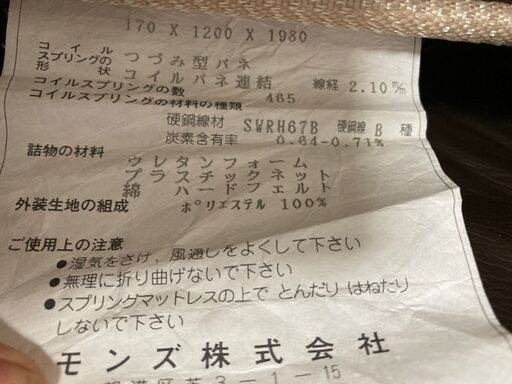 170 X 1200 X 1980
コイル
スプリングの つづみ型バネ
形状 コイルバネ連結 線経 2.10 m/m
コイルスプリングの数 465
コイルスプリングの材料の種類
硬鋼線材 SWRH67B 硬鋼線 B 種
炭素含有率 0.64-0.71%
詰物の材料
ウレタンフォーム
プラスチックネット
綿 ハードフェルト
外装生地の組成 ポリエステル 100%
ご使用上の注意
●湿気をさけ、風通しをよくして下さい
●無理に折り曲げないで下さい
●スプリングマットレスの上で とんだり はねたり
しないで下さい
モンズ株式会社
港区芝3-1-15